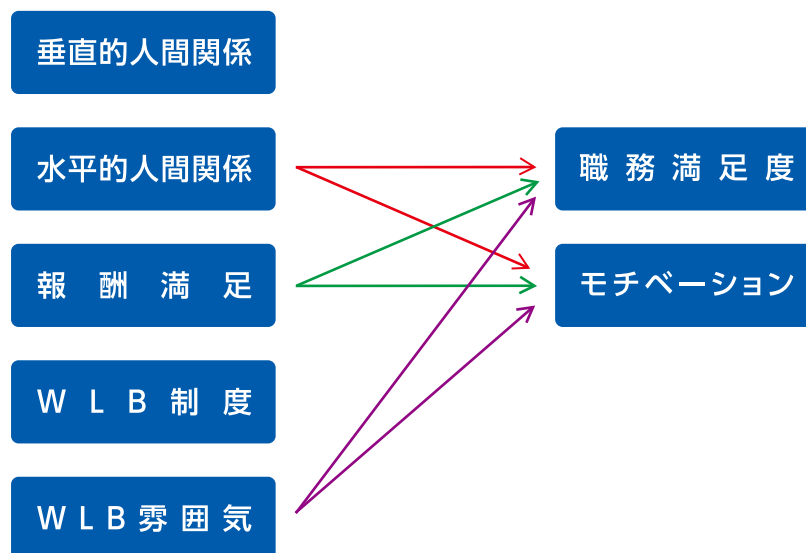 垂直的人間関係
水平的人間関係
報酬満足
WLB制度
WLB雰囲気
職務満足度
モチベーション